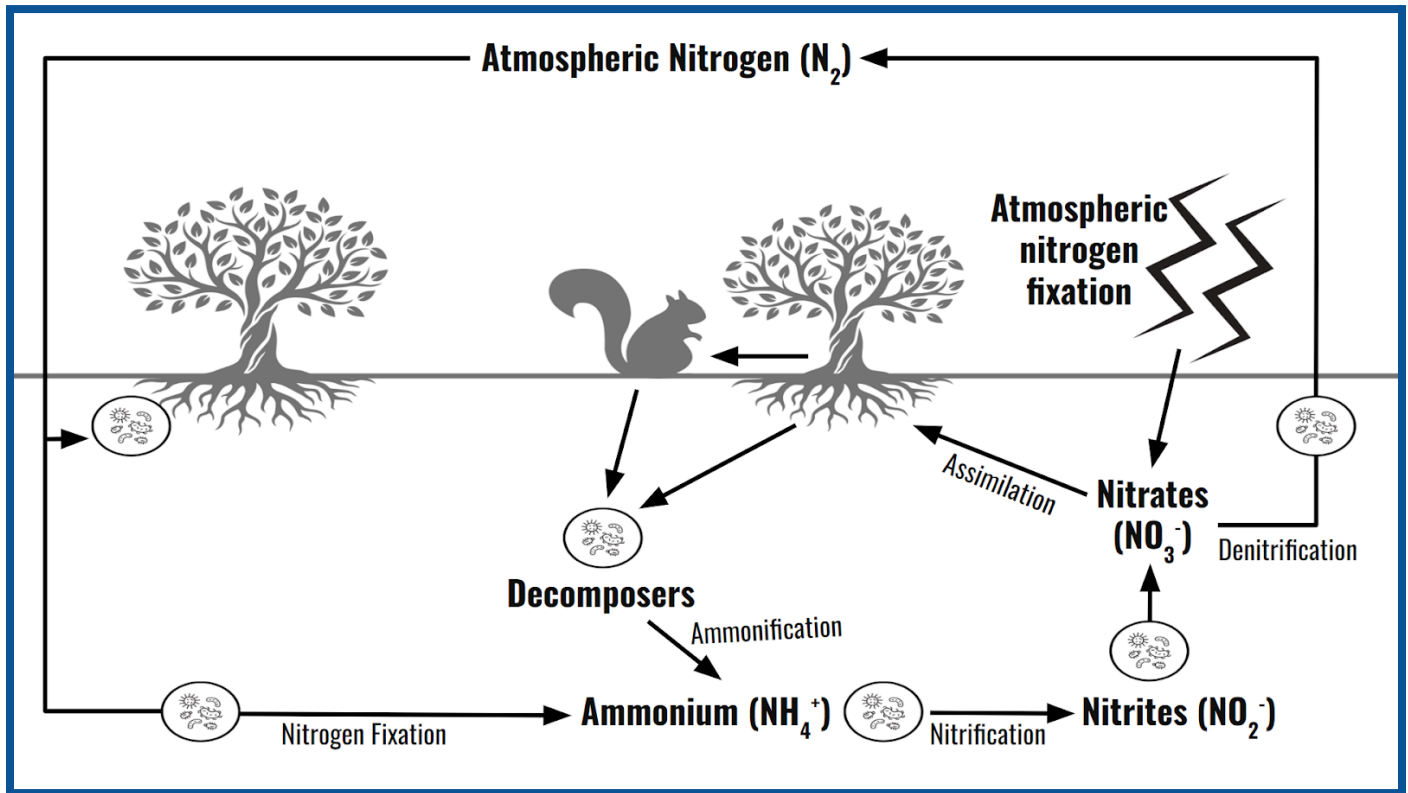 Atmospheric Nitrogen (N₂)
Atmospheric
nitrogen
fixation
Assimilation
Nitrates
(NO₃⁻)
Denitrification
Decomposers
Ammonification
Ammonium (NH₄⁺)
Nitrification
Nitrites (NO₂⁻)
Nitrogen Fixation